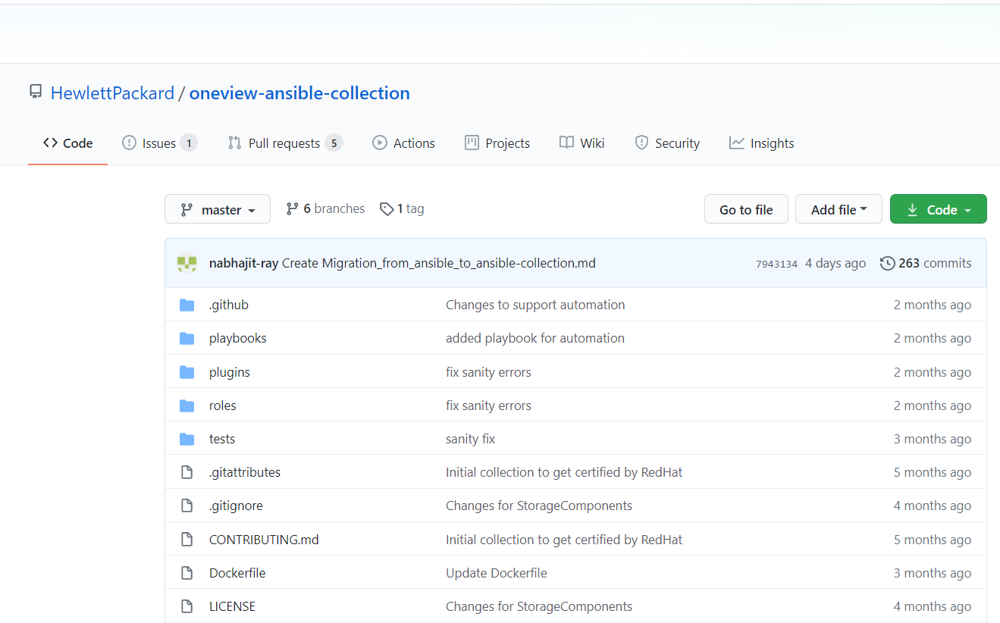 HewlettPackard / oneview-ansible-collection
Code Issues 1 Pull requests 5 Actions Projects Wiki Security Insights
master 6 branches 1 tag Go to file Add file Code
nabhajit-ray Create Migration_from_ansible_to_ansible-collection.md 7943134 4 days ago 263 commits
.github Changes to support automation 2 months ago
playbooks added playbook for automation 2 months ago
plugins fix sanity errors 2 months ago
roles fix sanity errors 2 months ago
tests sanity fix 3 months ago
.gitattributes Initial collection to get certified by RedHat 5 months ago
.gitignore Changes for StorageComponents 4 months ago
CONTRIBUTING.md Initial collection to get certified by RedHat 5 months ago
Dockerfile Update Dockerfile 3 months ago
LICENSE Changes for StorageComponents 4 months ago